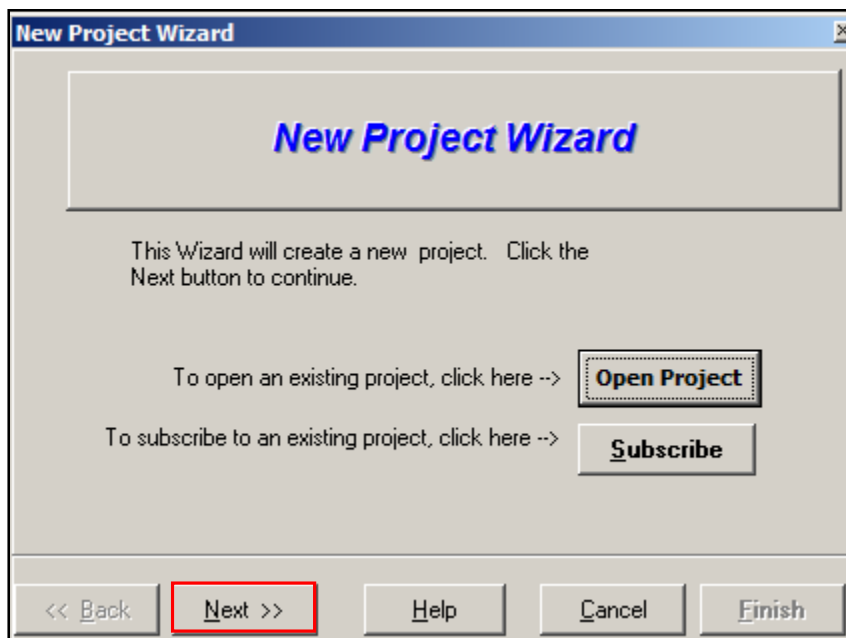 New Project Wizard
New Project Wizard
This Wizard will create a new project. Click the
Next button to continue.
To open an existing project, click here --> Open Project
To subscribe to an existing project, click here --> Subscribe
<< Back Next >> Help Cancel Finish